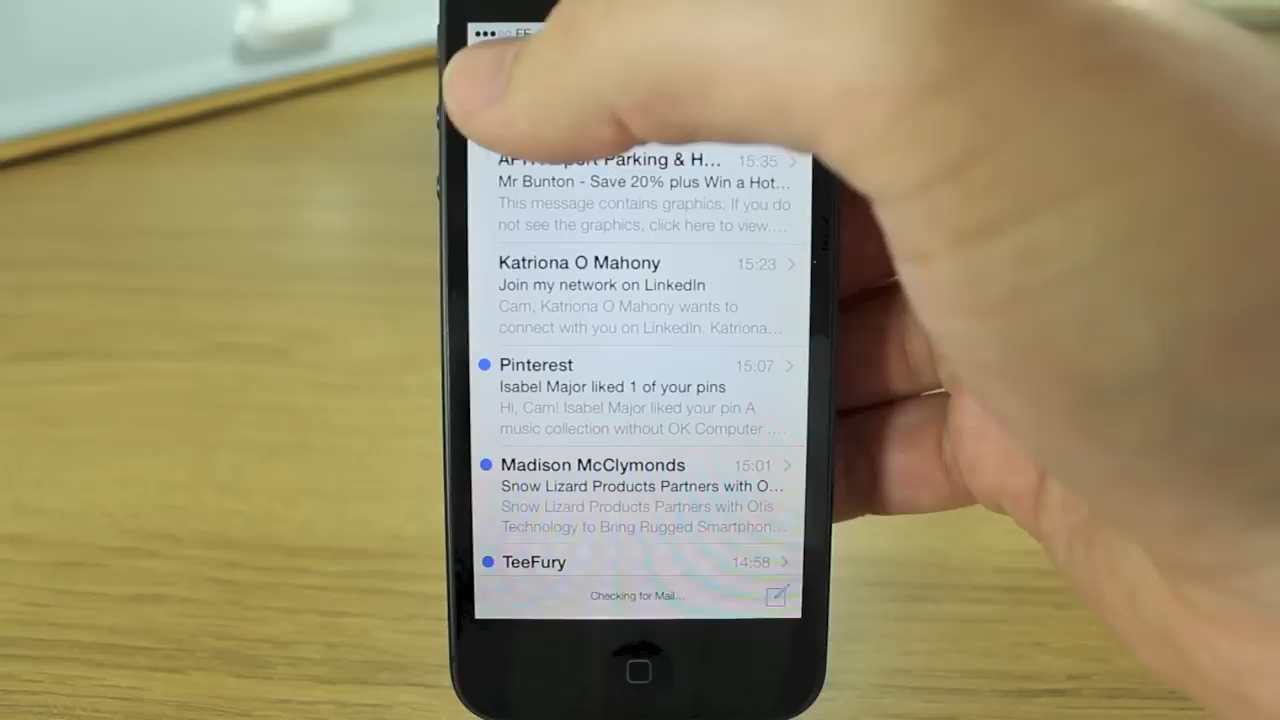 EE
Parking & H... 15:35
Mr Bunton - Save 20% plus Win a Hot...
This message contains graphics. If you do
not see the graphics, click here to view....
Katriona O Mahony 15:23
Join my network on LinkedIn
Cam, Katriona O Mahony wants to
connect with you on LinkedIn. Katriona...
Pinterest 15:07
Isabel Major liked 1 of your pins
Hi, Cam! Isabel Major liked your pin A
music collection without OK Computer ....
Madison McClymonds 15:01
Snow Lizard Products Partners with O...
Snow Lizard Products Partners with Otis
Technology to Bring Rugged Smartphon...
TeeFury 14:58
Checking for Mail...